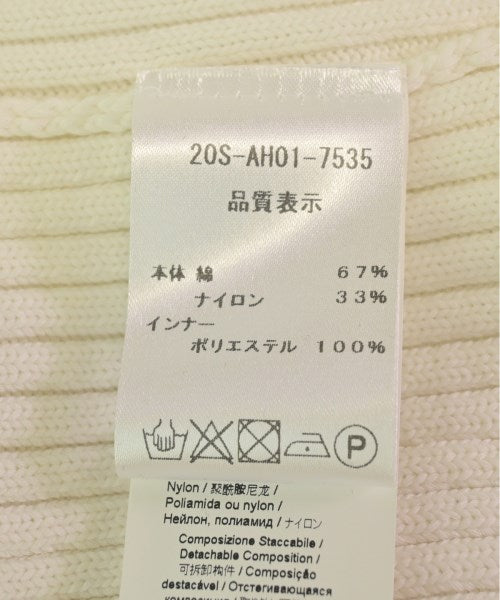 20S-AH01-7535
品質表示
本体 綿 67%
ナイロン 33%
インナー
ポリエステル 100%
P
Nylon / 聚酰胺尼龙 /
Poliamida ou nylon /
Нейлон, полиамид / ナイロン
Composizione Staccabile /
Detachable Composition /
可拆卸构件 / Composição
destacável / Отстегивающаяся